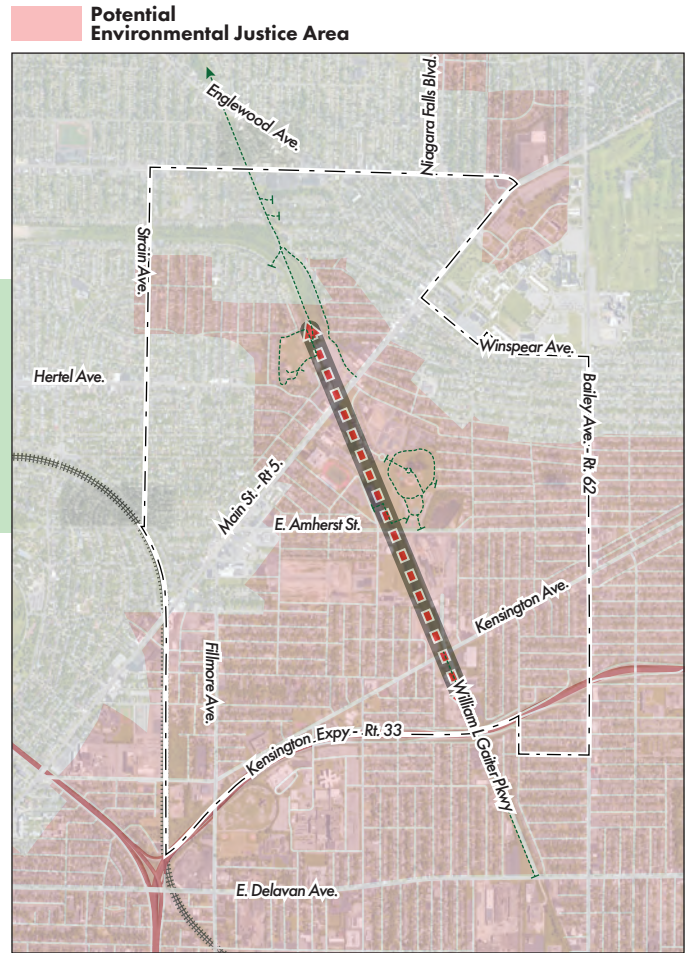 Potential
Environmental Justice Area
Niagara Falls Blvd.
Englewood Ave.
Strain Ave.
Winspear Ave.
Hertel Ave.
Bailey Ave. - Rt. 62
Main St. - Rt 5.
E. Amherst St.
Kensington Ave.
Fillmore Ave.
William L Gaiter Pkwy
Kensington Expy - Rt. 33
E. Delavan Ave.